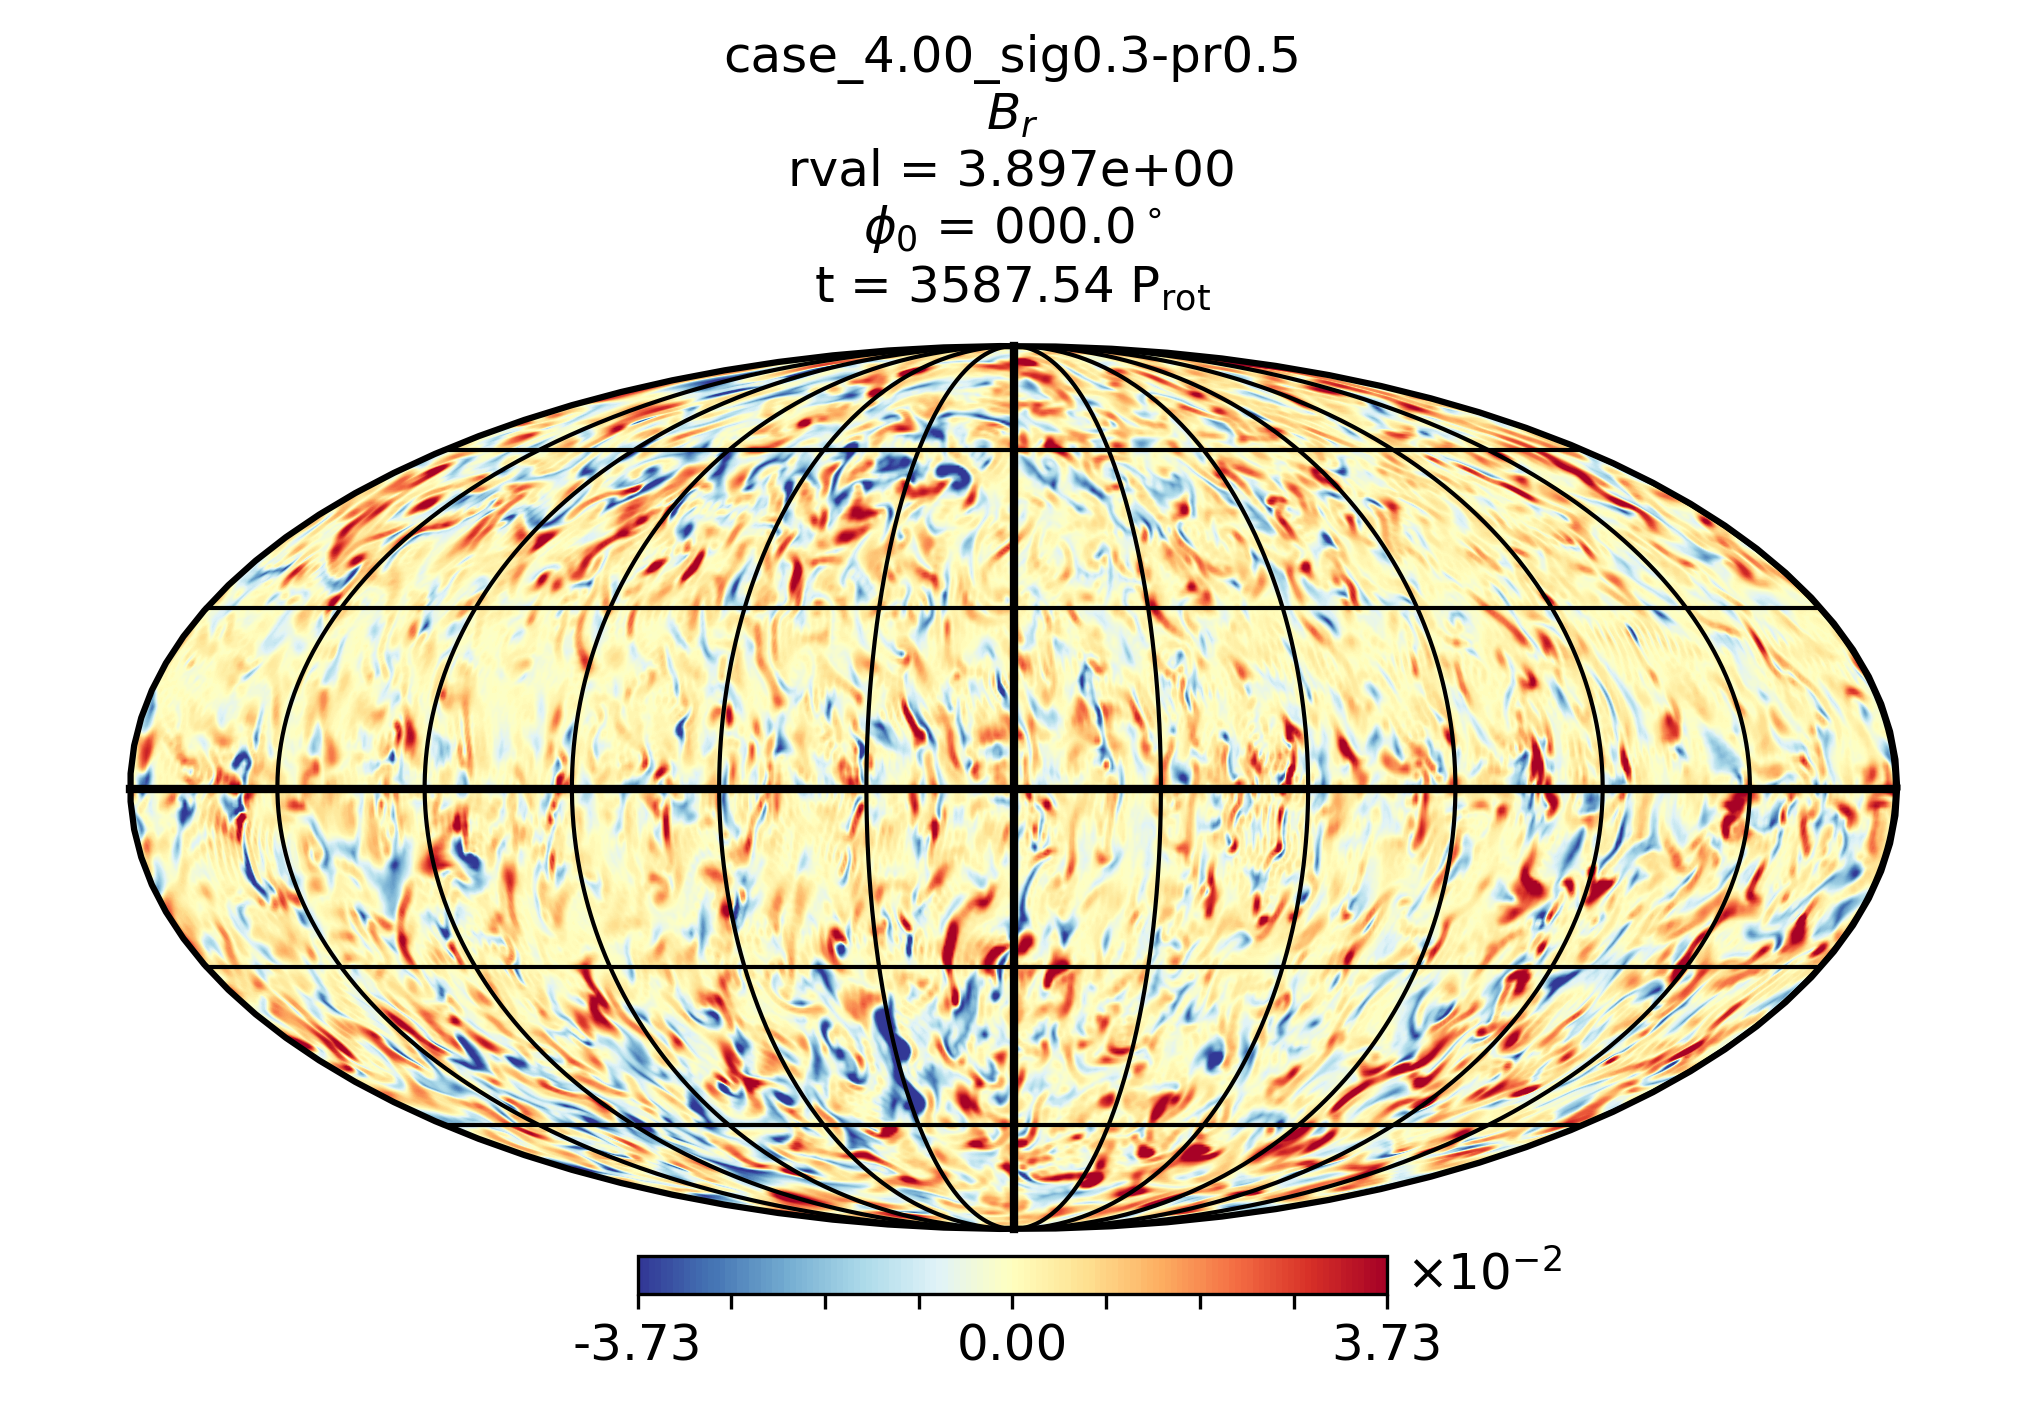 case_4.00_sig0.3-pr0.5
B_r
rval = 3.897e+00
ϕ_0 = 000.0°
t = 3587.54 P_rot
×10^−2
-3.73 0.00 3.73